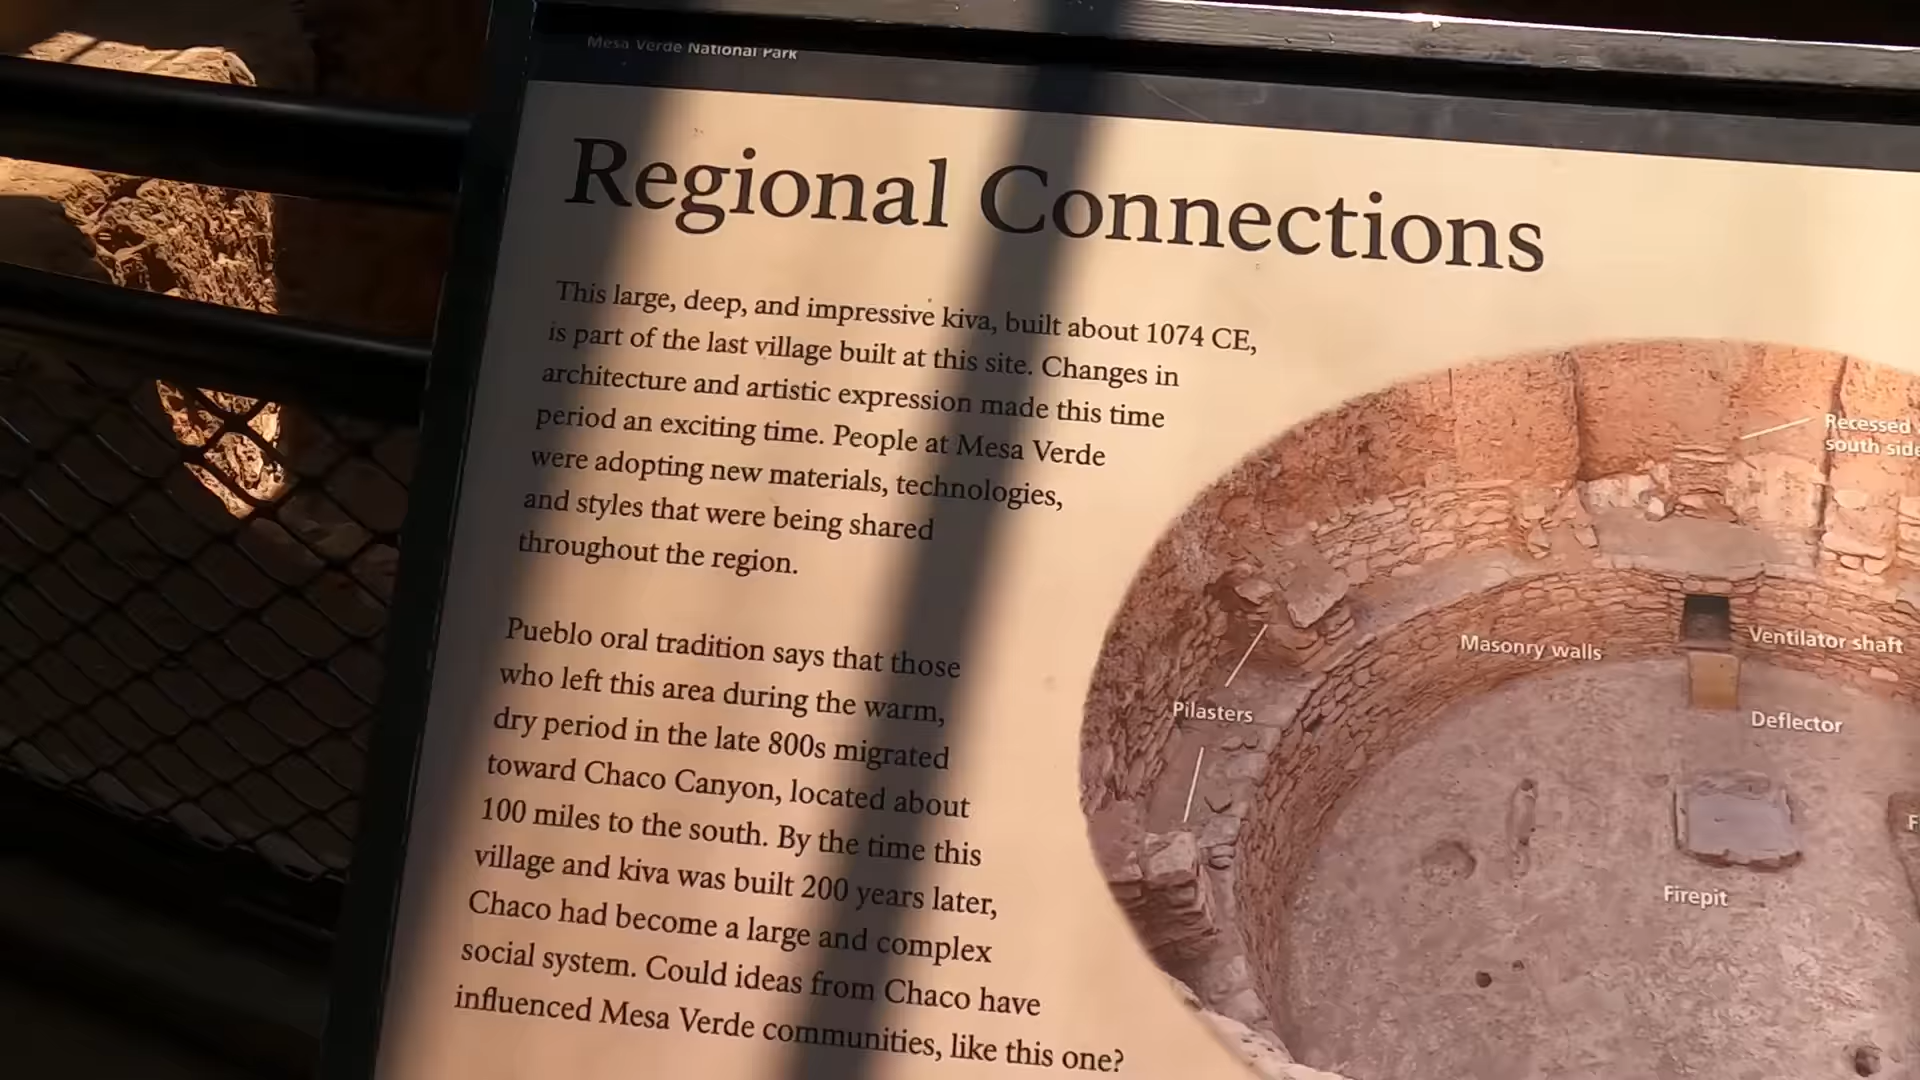 Mesa Verde National Park
Regional Connections
This large, deep, and impressive kiva, built about 1074 CE,
is part of the last village built at this site. Changes in
architecture and artistic expression made this time
period an exciting time. People at Mesa Verde
were adopting new materials, technologies,
and styles that were being shared
throughout the region.
Pueblo oral tradition says that those
who left this area during the warm,
dry period in the late 800s migrated
toward Chaco Canyon, located about
100 miles to the south. By the time this
village and kiva was built 200 years later,
Chaco had become a large and complex
social system. Could ideas from Chaco have
influenced Mesa Verde communities, like this one?
Recessed
south side
Masonry walls
Ventilator shaft
Pilasters
Deflector
Firepit